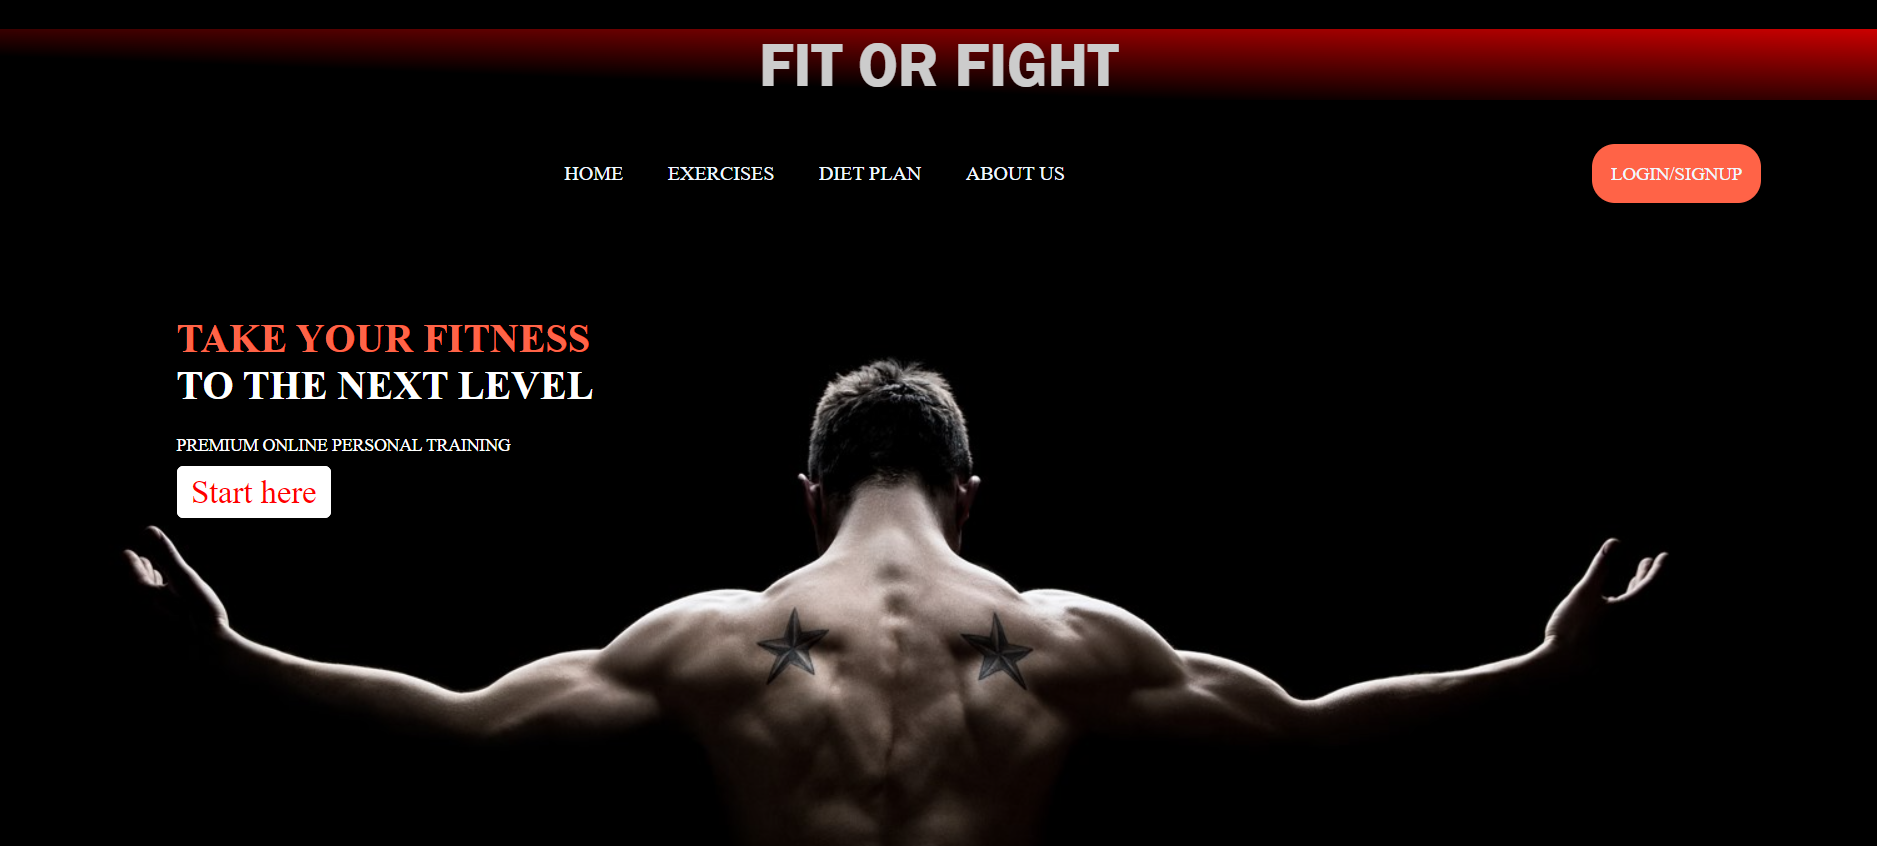 FIT OR FIGHT
HOME EXERCISES DIET PLAN ABOUT US LOGIN/SIGNUP
TAKE YOUR FITNESS
TO THE NEXT LEVEL
PREMIUM ONLINE PERSONAL TRAINING
Start here